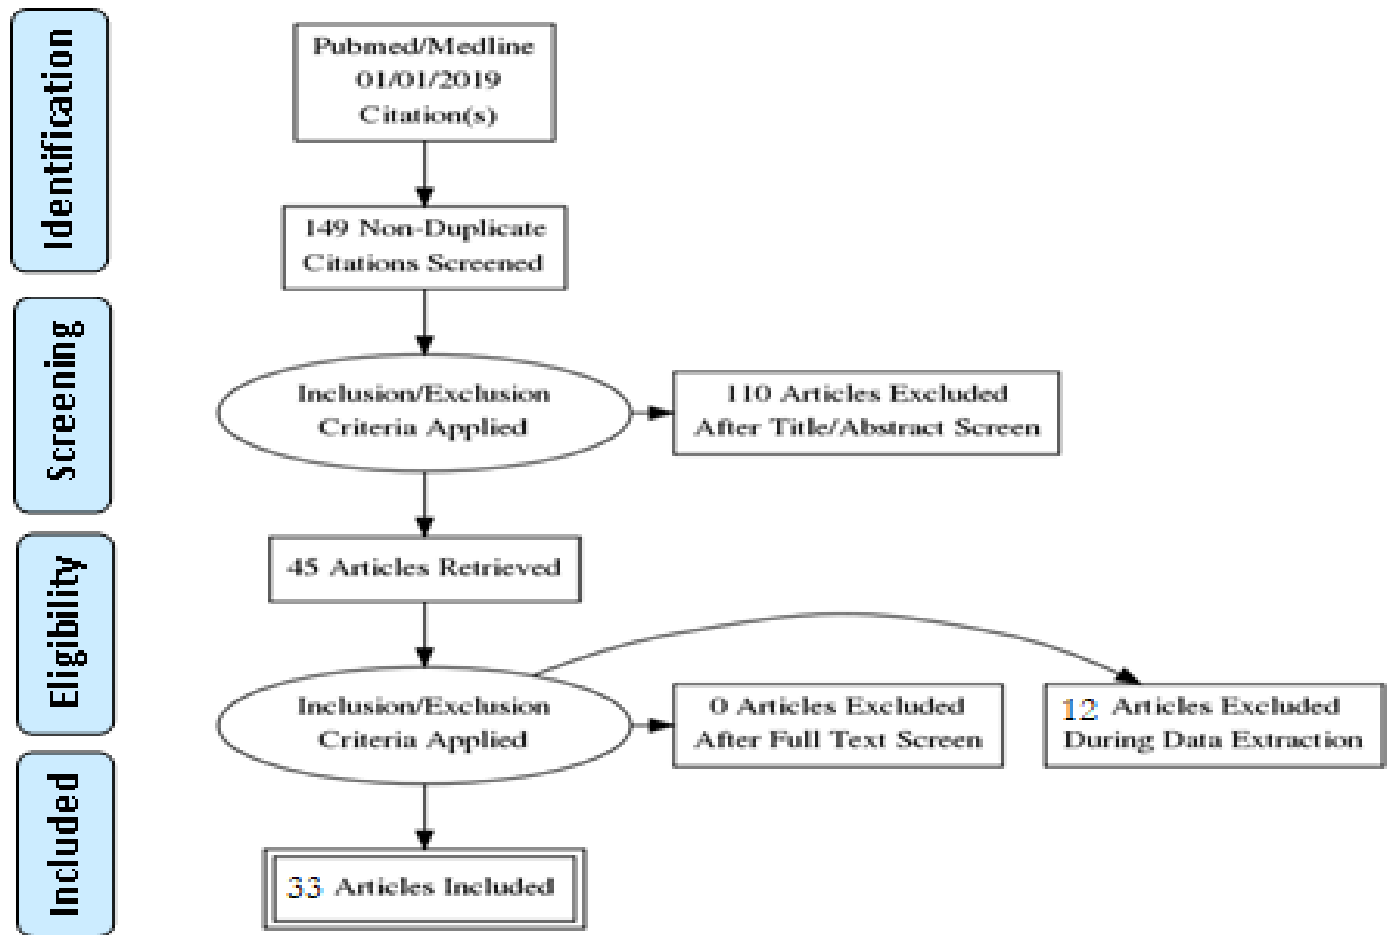 Identification
Pubmed/Medline
01/01/2019
Citation(s)
149 Non-Duplicate
Citations Screened
Screening
Inclusion/Exclusion
Criteria Applied
110 Articles Excluded
After Title/Abstract Screen
Eligibility
45 Articles Retrieved
Inclusion/Exclusion
Criteria Applied
0 Articles Excluded
After Full Text Screen
12 Articles Excluded
During Data Extraction
Included
33 Articles Included